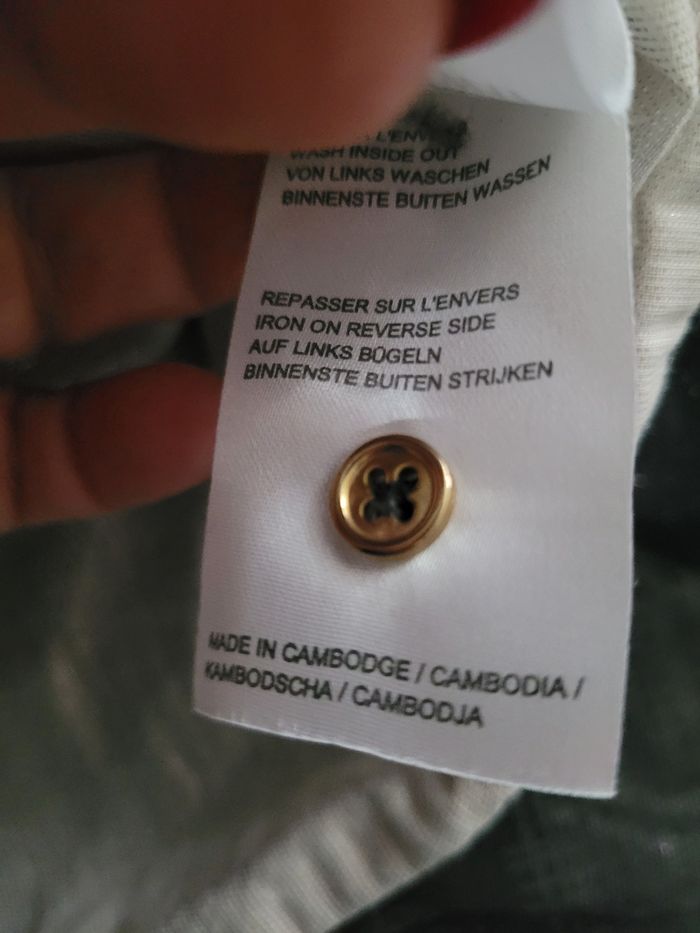 L'ENVERS
WASH INSIDE OUT
VON LINKS WASCHEN
BINNENSTE BUITEN WASSEN
REPASSER SUR L'ENVERS
IRON ON REVERSE SIDE
AUF LINKS BÜGELN
BINNENSTE BUITEN STRIJKEN
MADE IN CAMBODGE / CAMBODIA /
KAMBODSCHA / CAMBODJA